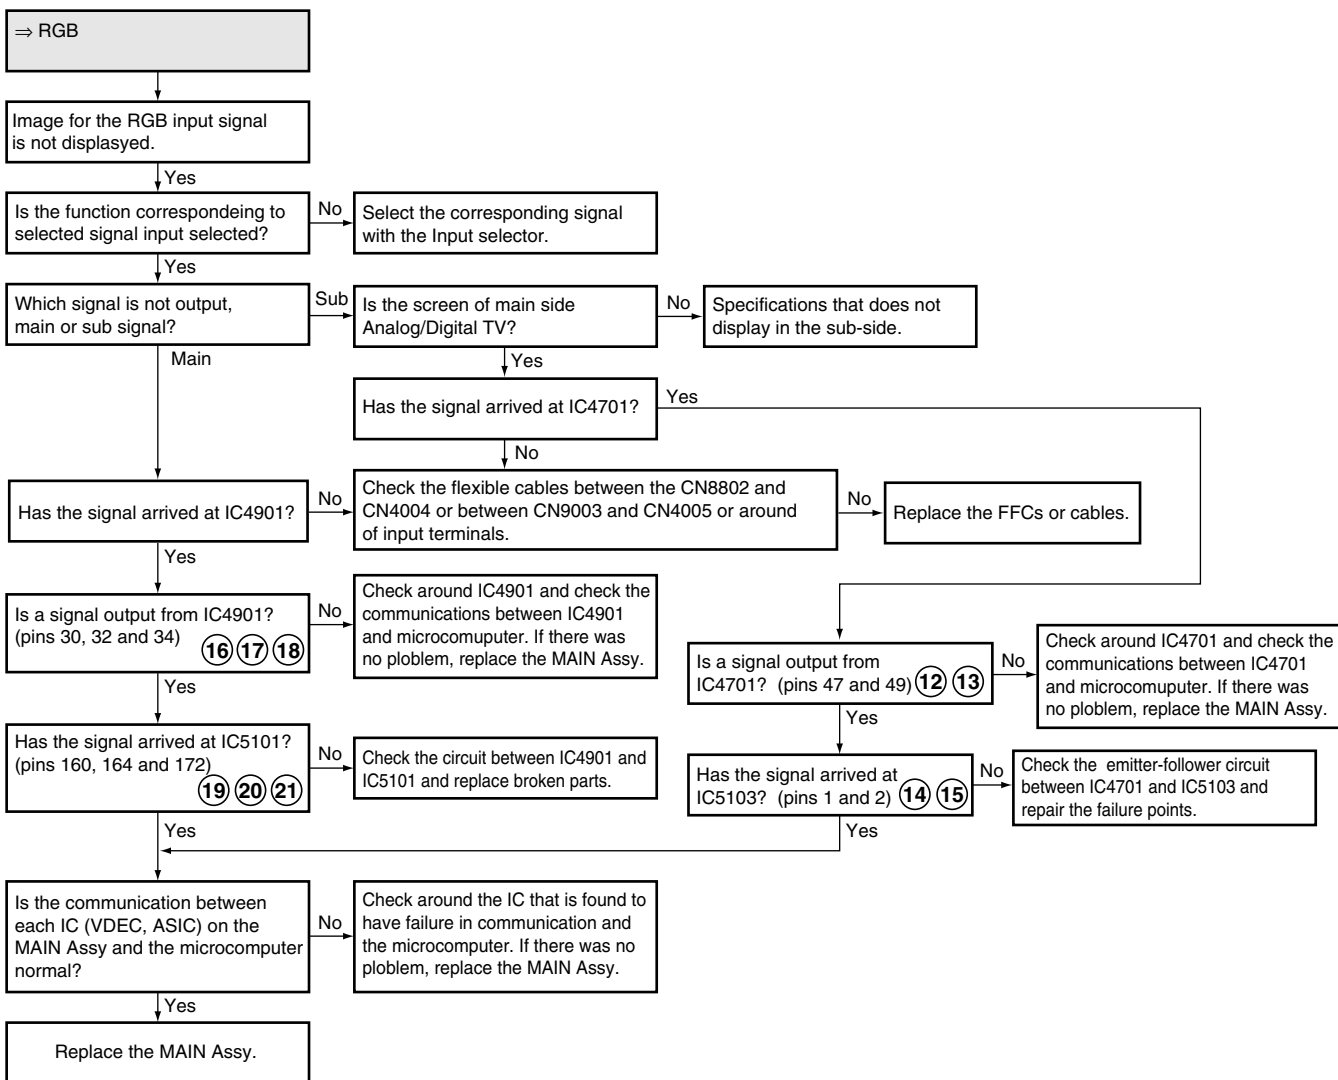 ⇒ RGB
Image for the RGB input signal
is not displasyed.
Yes
Is the function correspondeing to
selected signal input selected?
No
Select the corresponding signal
with the Input selector.
Yes
Which signal is not output,
main or sub signal?
Sub
Is the screen of main side
Analog/Digital TV?
No
Specifications that does not
display in the sub-side.
Main
Yes
Has the signal arrived at IC4701?
Yes
No
Has the signal arrived at IC4901?
No
Check the flexible cables between the CN8802 and
CN4004 or between CN9003 and CN4005 or around
of input terminals.
No
Replace the FFCs or cables.
Yes
Is a signal output from IC4901?
(pins 30, 32 and 34)
16 17 18
No
Check around IC4901 and check the
communications between IC4901
and microcomuputer. If there was
no ploblem, replace the MAIN Assy.
Is a signal output from
IC4701? (pins 47 and 49) 12 13
No
Check around IC4701 and check the
communications between IC4701
and microcomuputer. If there was
no ploblem, replace the MAIN Assy.
Yes
Yes
Has the signal arrived at IC5101?
(pins 160, 164 and 172)
19 20 21
No
Check the circuit between IC4901 and
IC5101 and replace broken parts.
Has the signal arrived at
IC5103? (pins 1 and 2) 14 15
No
Check the emitter-follower circuit
between IC4701 and IC5103 and
repair the failure points.
Yes
Yes
Is the communication between
each IC (VDEC, ASIC) on the
MAIN Assy and the microcomputer
normal?
No
Check around the IC that is found to
have failure in communication and
the microcomputer. If there was no
ploblem, replace the MAIN Assy.
Yes
Replace the MAIN Assy.